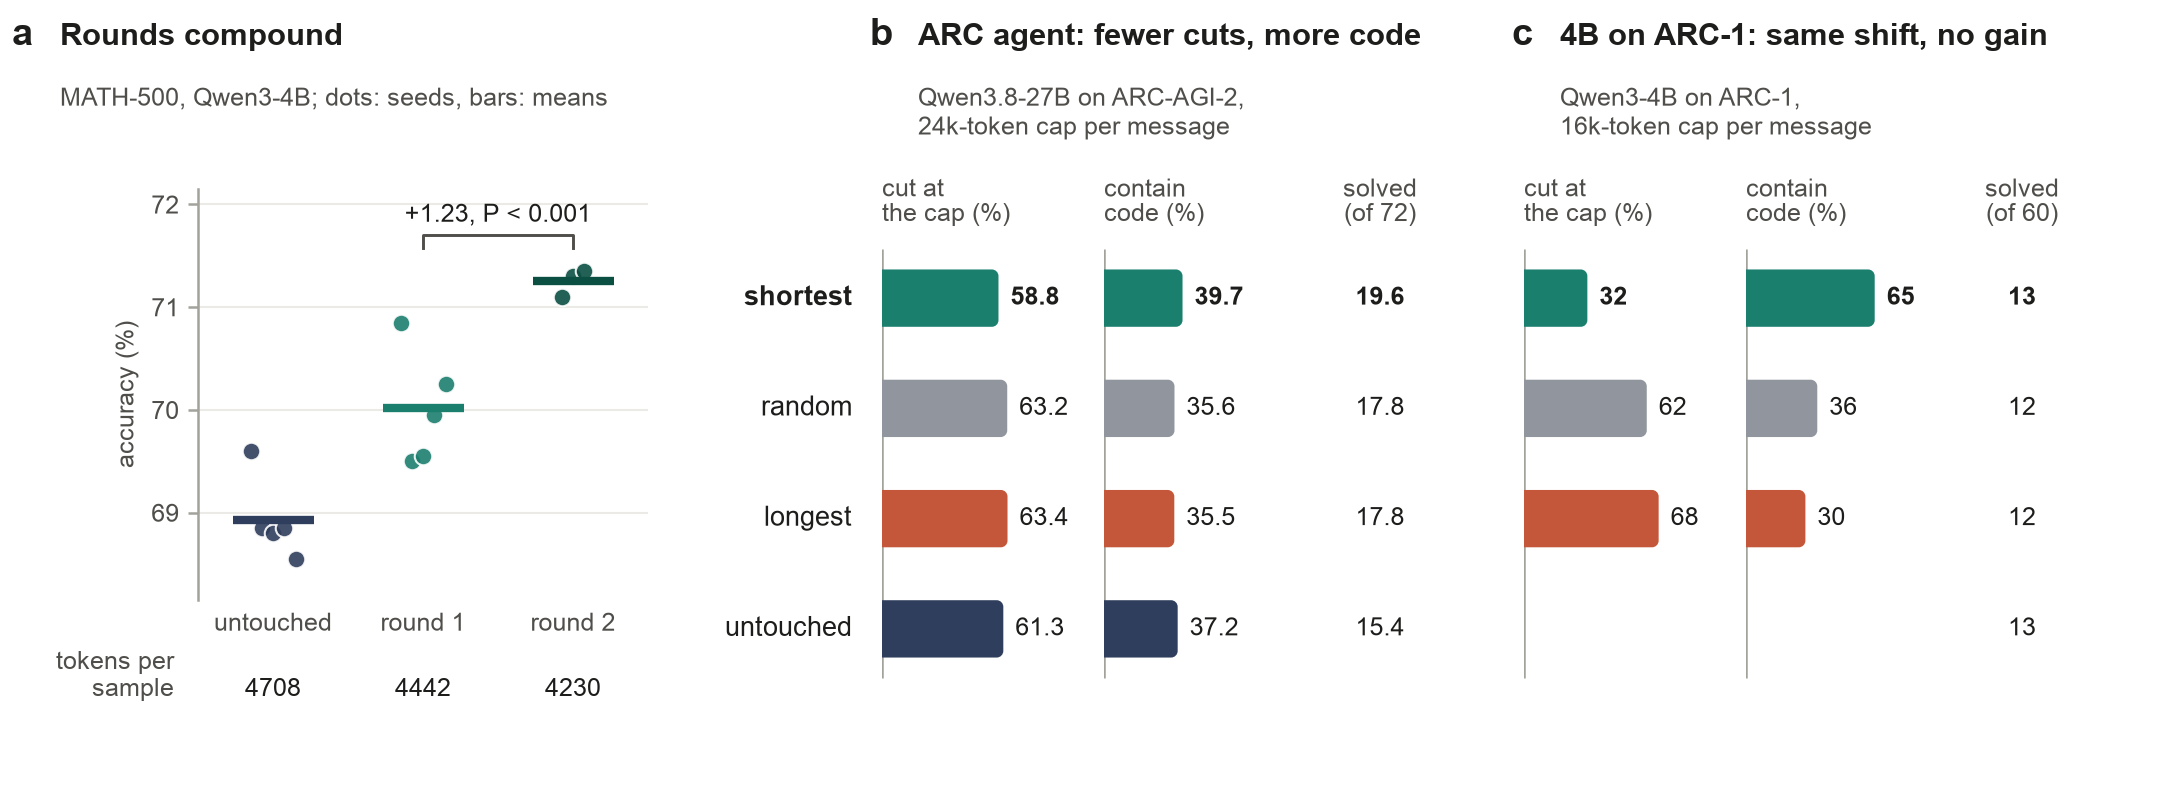 a Rounds compound
MATH-500, Qwen3-4B; dots: seeds, bars: means
72
71
70
69
accuracy (%)
+1.23, P < 0.001
untouched round 1 round 2
tokens per
sample 4708 4442 4230
b ARC agent: fewer cuts, more code
Qwen3.8-27B on ARC-AGI-2,
24k-token cap per message
cut at contain solved
the cap (%) code (%) (of 72)
shortest 58.8 39.7 19.6
random 63.2 35.6 17.8
longest 63.4 35.5 17.8
untouched 61.3 37.2 15.4
c 4B on ARC-1: same shift, no gain
Qwen3-4B on ARC-1,
16k-token cap per message
cut at contain solved
the cap (%) code (%) (of 60)
32 65 13
62 36 12
68 30 12
13